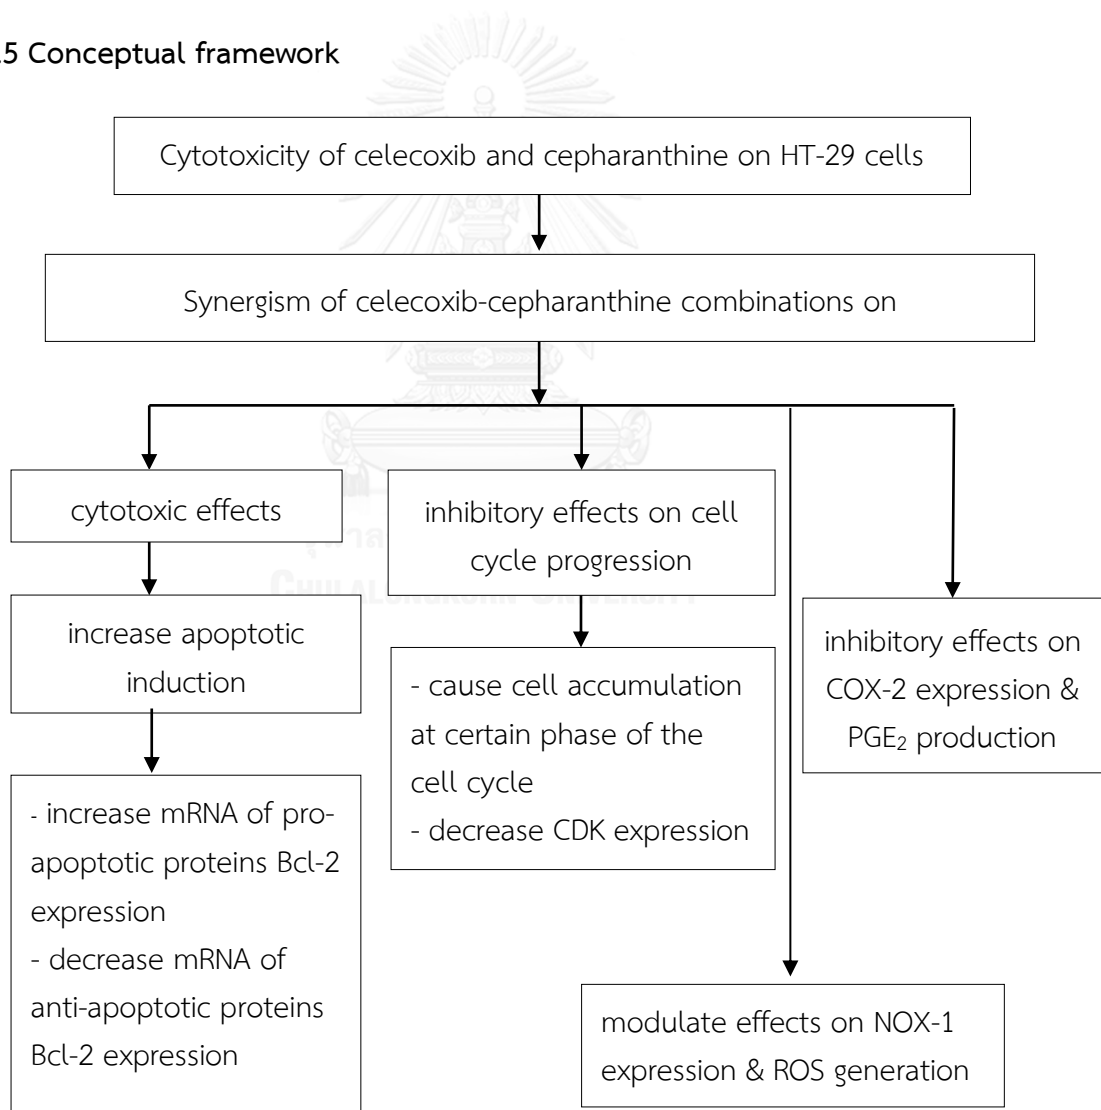 5 Conceptual framework
Cytotoxicity of celecoxib and cepharanthine on HT-29 cells
Synergism of celecoxib-cepharanthine combinations on
cytotoxic effects
increase apoptotic
induction
- increase mRNA of pro-
apoptotic proteins Bcl-2
expression
- decrease mRNA of
anti-apoptotic proteins
Bcl-2 expression
inhibitory effects on cell
cycle progression
- cause cell accumulation
at certain phase of the
cell cycle
- decrease CDK expression
modulate effects on NOX-1
expression & ROS generation
inhibitory effects on
COX-2 expression &
PGE₂ production
CHULALONGKORN UNIVERSITY